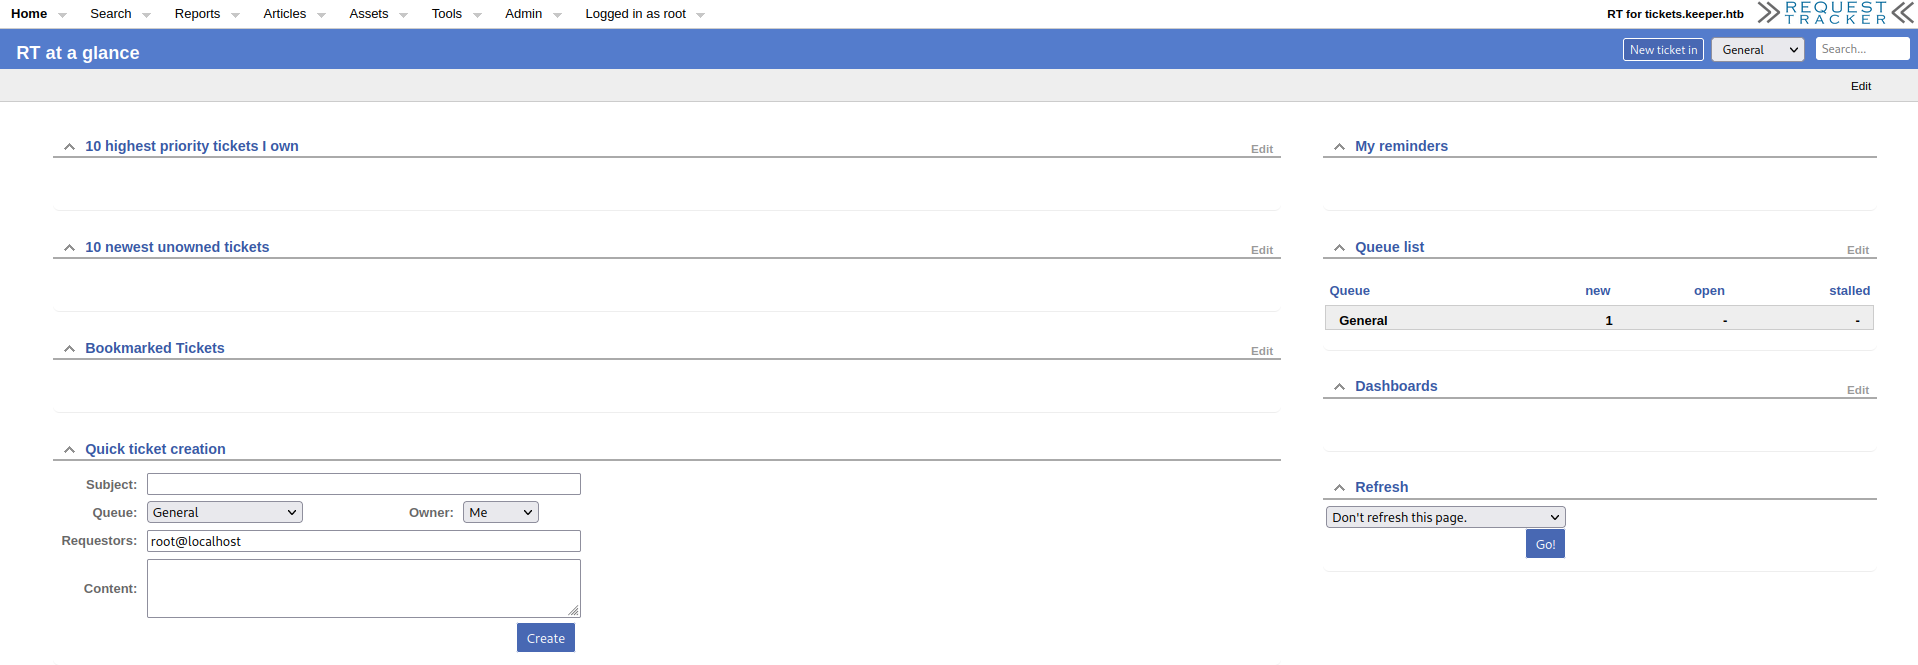 Home Search Reports Articles Assets Tools Admin Logged in as root RT for tickets.keeper.htb REQUEST TRACKER
RT at a glance New ticket in General Search...
Edit
10 highest priority tickets I own Edit
10 newest unowned tickets Edit
Bookmarked Tickets Edit
Quick ticket creation
Subject:
Queue: General Owner: Me
Requestors: root@localhost
Content:
Create
My reminders
Queue list Edit
Queue new open stalled
General 1 - -
Dashboards Edit
Refresh
Don't refresh this page.
Go!